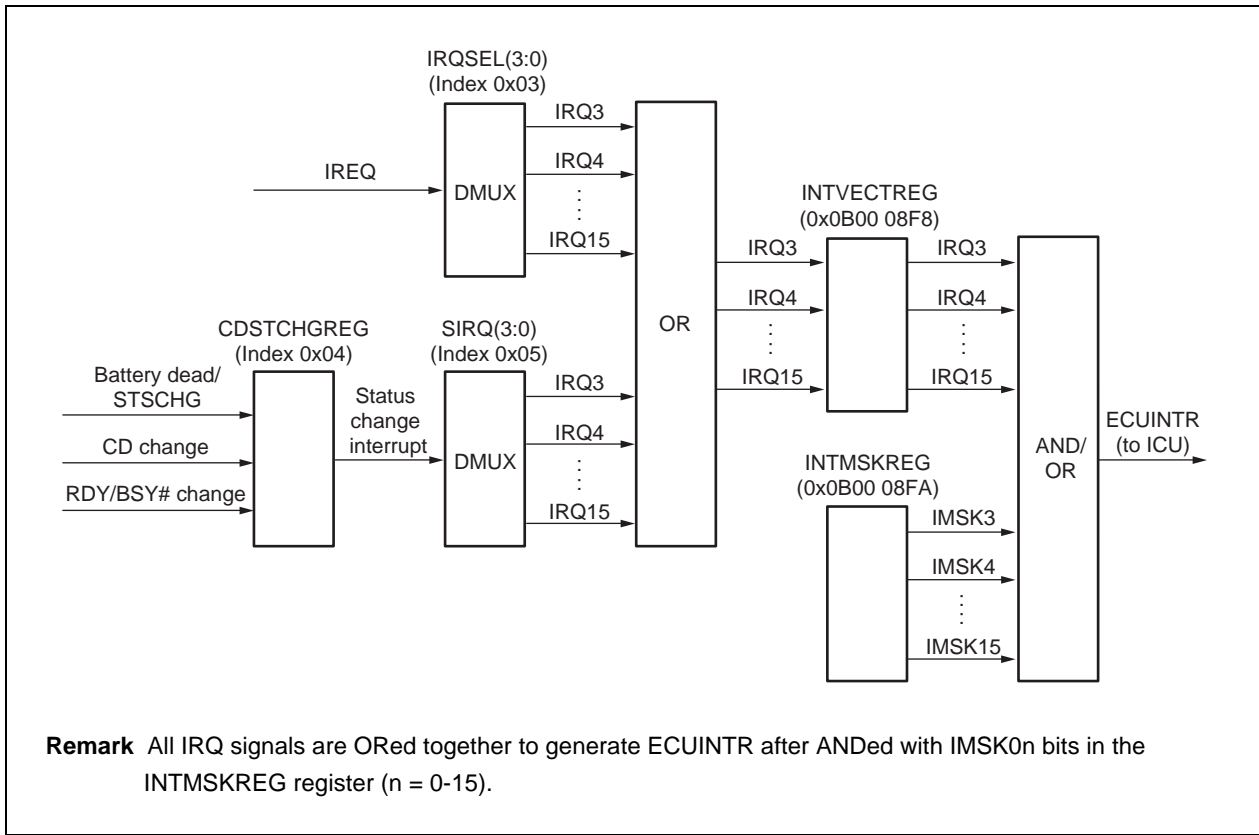 IRQSEL(3:0)
(Index 0x03)
IREQ
DMUX
IRQ3
IRQ4
IRQ15
CDSTCHGREG
(Index 0x04)
Battery dead/
STSCHG
CD change
RDY/BSY# change
Status
change
interrupt
SIRQ(3:0)
(Index 0x05)
DMUX
IRQ3
IRQ4
IRQ15
OR
IRQ3
IRQ4
IRQ15
INTVECTREG
(0x0B00 08F8)
IRQ3
IRQ4
IRQ15
INTMSKREG
(0x0B00 08FA)
IMSK3
IMSK4
IMSK15
AND/
OR
ECUINTR
(to ICU)
Remark All IRQ signals are ORed together to generate ECUINTR after ANDed with IMSK0n bits in the
INTMSKREG register (n = 0-15).